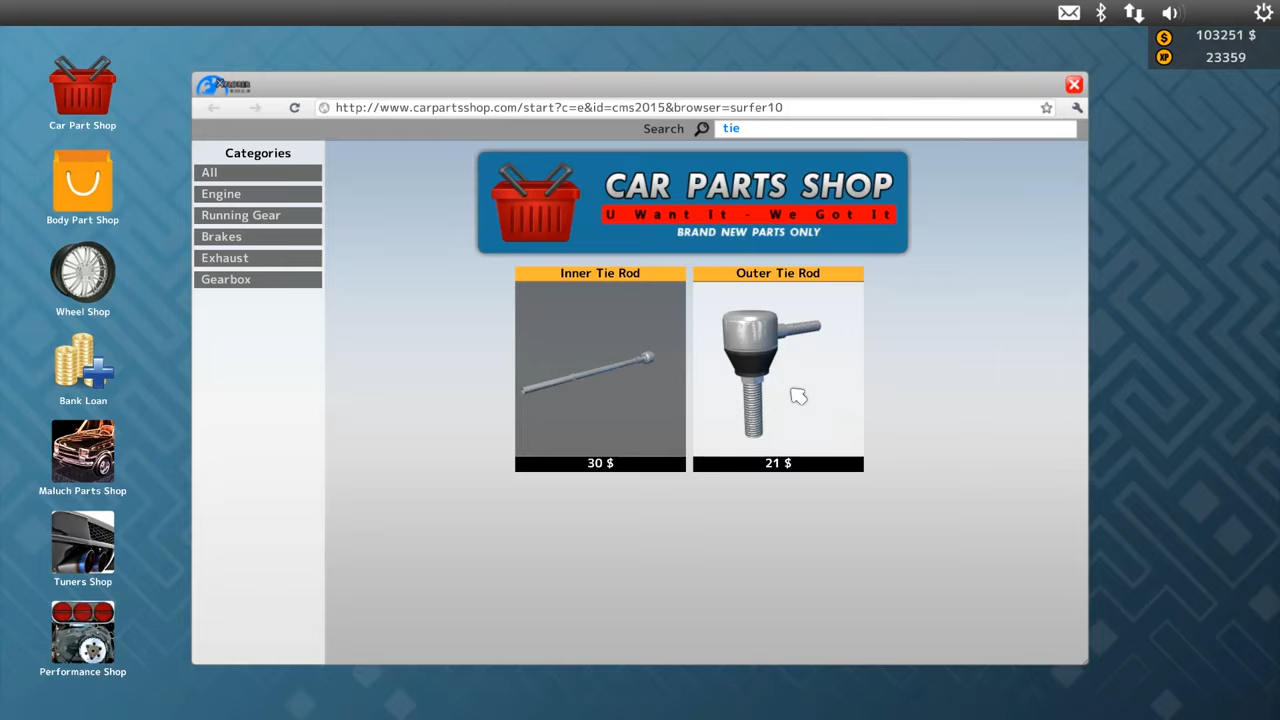 103251 $
23359
Car Part Shop
Body Part Shop
Wheel Shop
Bank Loan
Maluch Parts Shop
Tuners Shop
Performance Shop
http://www.carpartsshop.com/start?c=e&id=cms2015&browser=surfer10
Search tie
Categories
All
Engine
Running Gear
Brakes
Exhaust
Gearbox
CAR PARTS SHOP
U Want It - We Got It
BRAND NEW PARTS ONLY
Inner Tie Rod
30 $
Outer Tie Rod
21 $